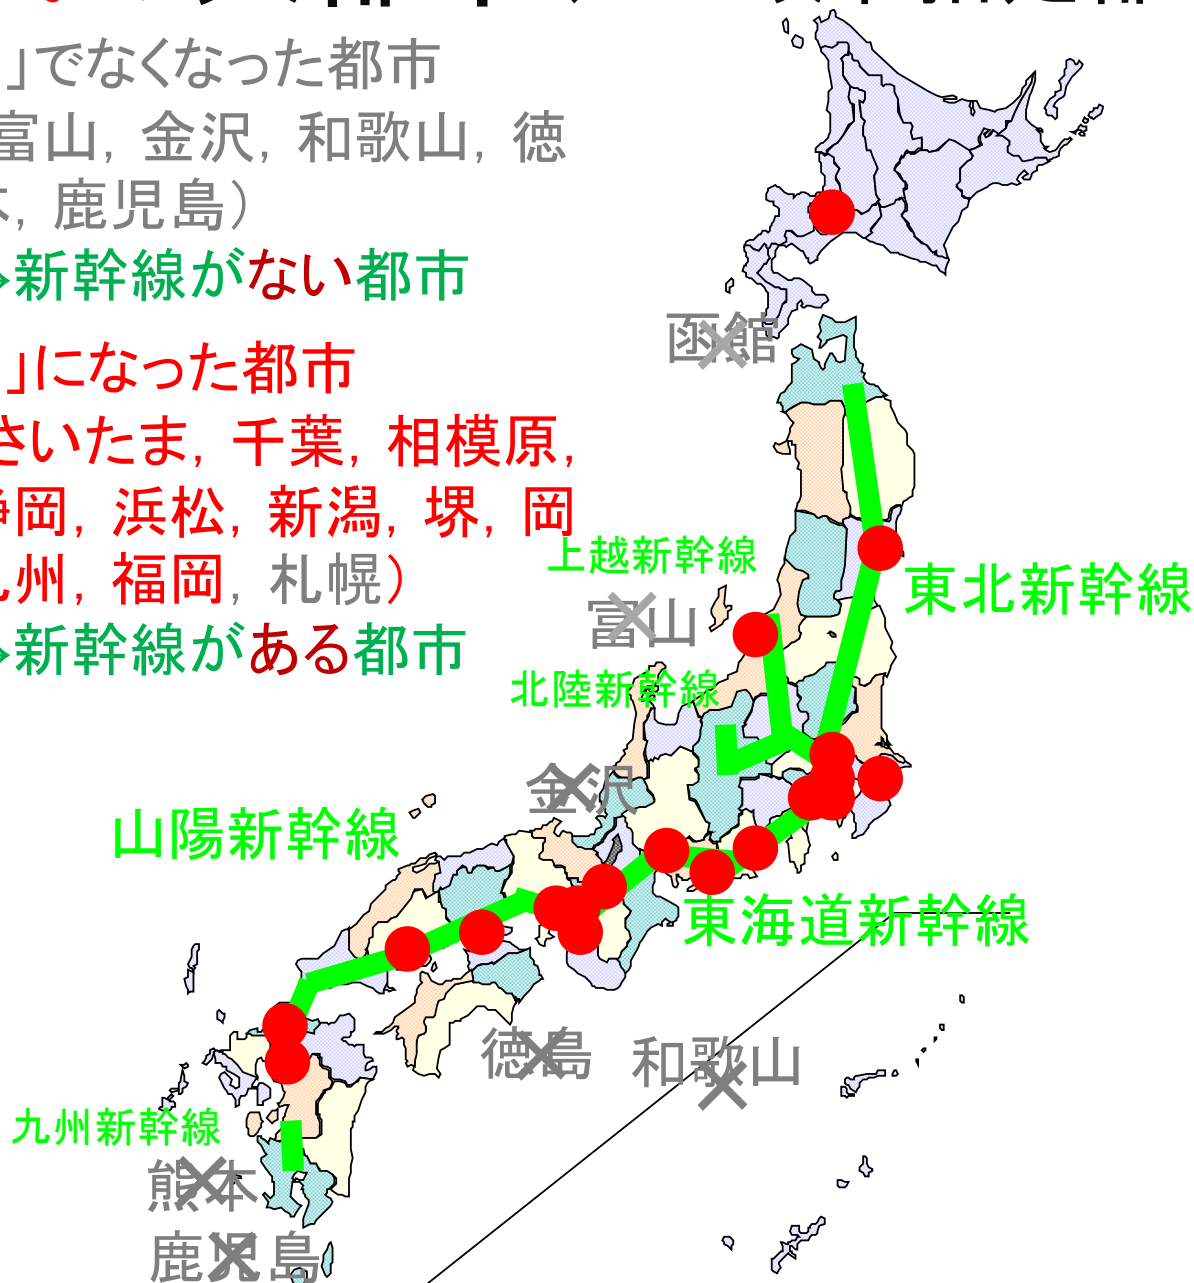 」でなくなった都市
富山，金沢，和歌山，徳
，鹿児島）
新幹線がない都市
」になった都市
さいたま，千葉，相模原，
岡，浜松，新潟，堺，岡
州，福岡，札幌）
新幹線がある都市
函館
上越新幹線
東北新幹線
富山
北陸新幹線
金沢
山陽新幹線
東海道新幹線
徳島
和歌山
九州新幹線
熊本
鹿児島